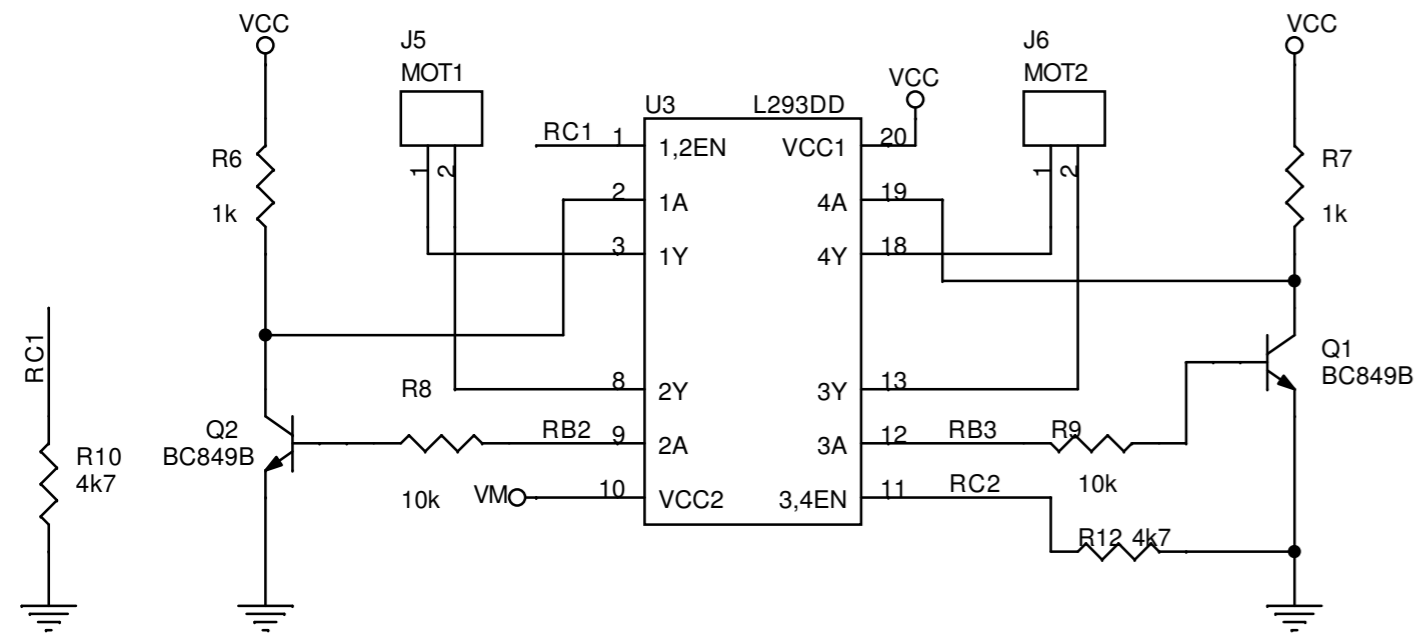 VCC
J5
MOT1
R6
1k
1
2
U3
L293DD
VCC
RC1
1
1,2EN
VCC1
20
2
1A
4A
19
3
1Y
4Y
18
8
2Y
3Y
13
RB2
9
2A
3A
12
RB3
VM
10
VCC2
3,4EN
11
RC2
J6
MOT2
1
2
VCC
R7
1k
Q1
BC849B
R8
10k
Q2
BC849B
RC1
R10
4k7
R9
10k
R12 4k7